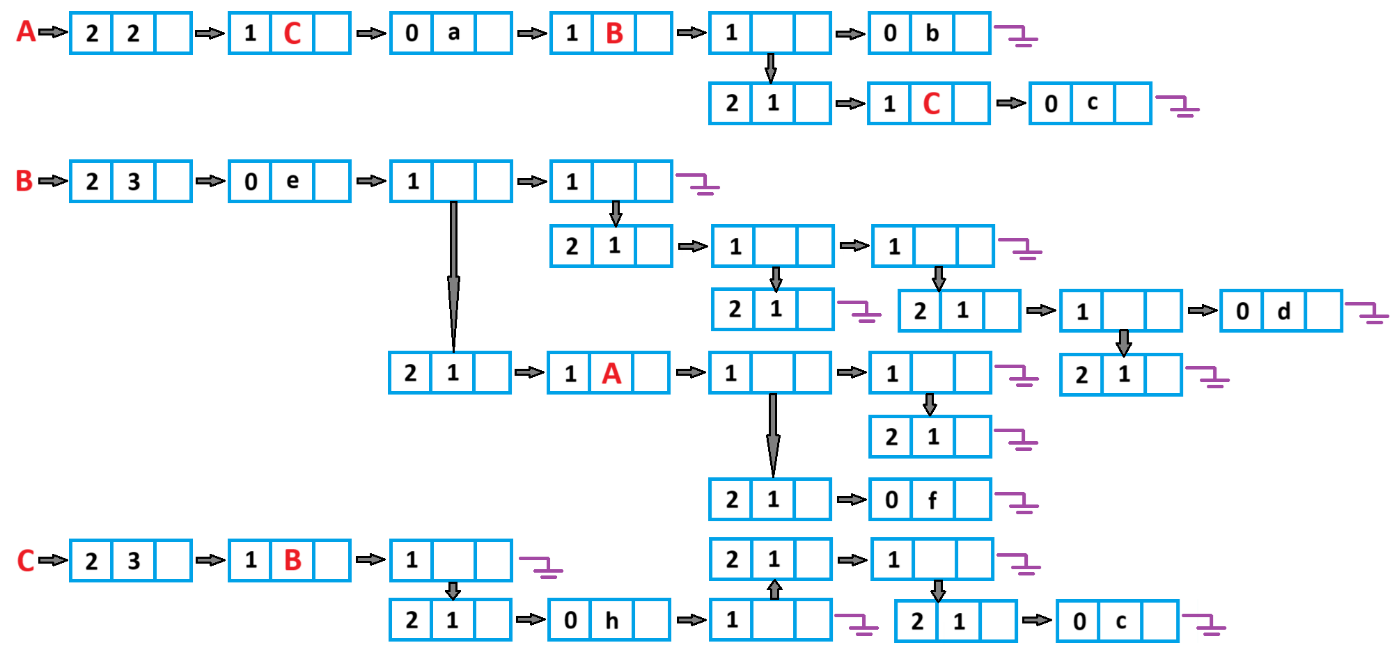 A 2 2 1 C 0 a 1 B 1 0 b
2 1 1 C 0 c
B 2 3 0 e 1 1
2 1 1 1
2 1 2 1 1 0 d
2 1 1 A 1 1 2 1
2 1
2 1 0 f
C 2 3 1 B 1 2 1 1
2 1 0 h 1 2 1 0 c